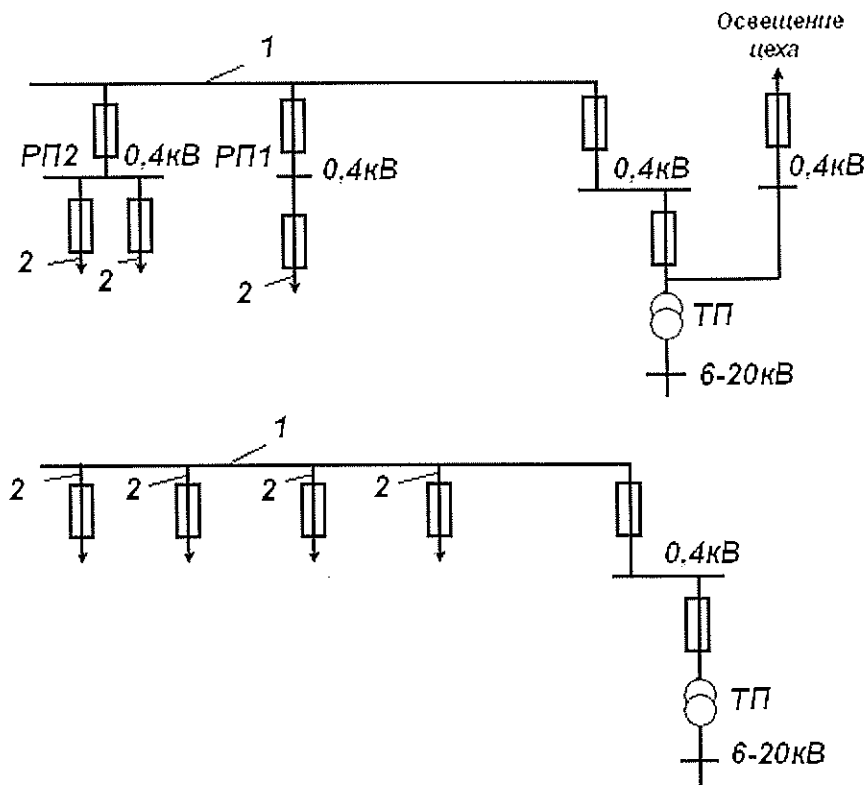 Освещение
цеха
1
РП2 0,4кВ РП1 0,4кВ 0,4кВ 0,4кВ
2 2 2
ТП
6-20кВ
1
2 2 2 2
0,4кВ
ТП
6-20кВ